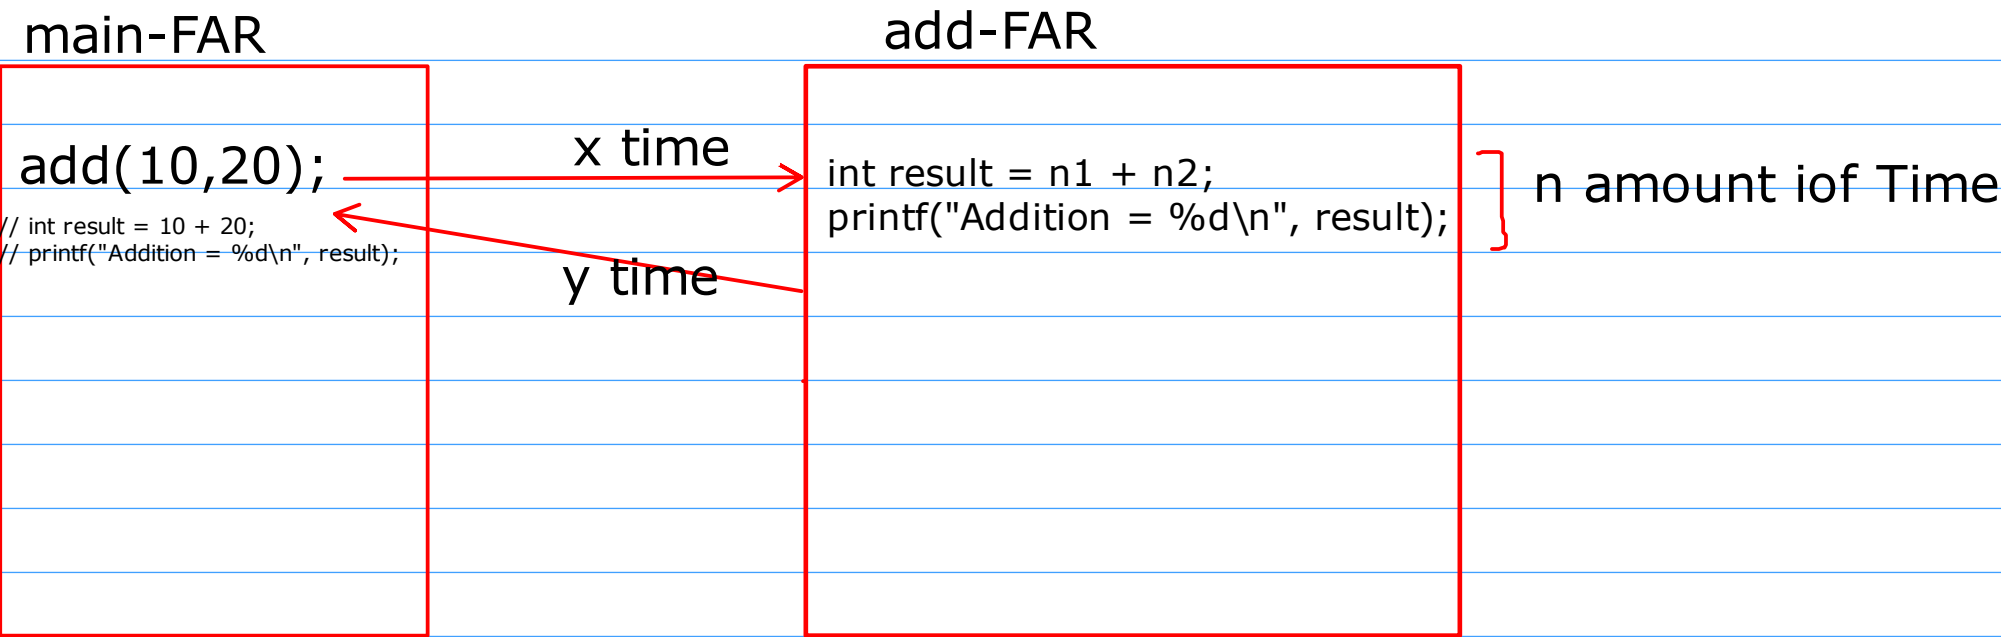 main-FAR
add-FAR
add(10,20);
// int result = 10 + 20;
// printf("Addition = %d\n", result);
x time
y time
int result = n1 + n2;
printf("Addition = %d\n", result);
n amount iof Time